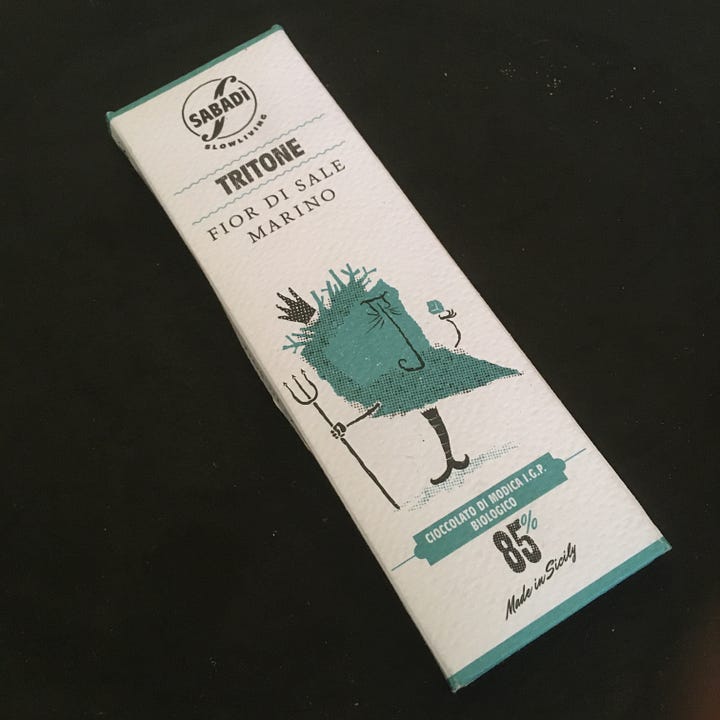 SABADÌ
SLOWLIVING
TRITONE
FIOR DI SALE
MARINO
CIOCCOLATO DI MODICA I.G.P.
BIOLOGICO
85%
Made in Sicily